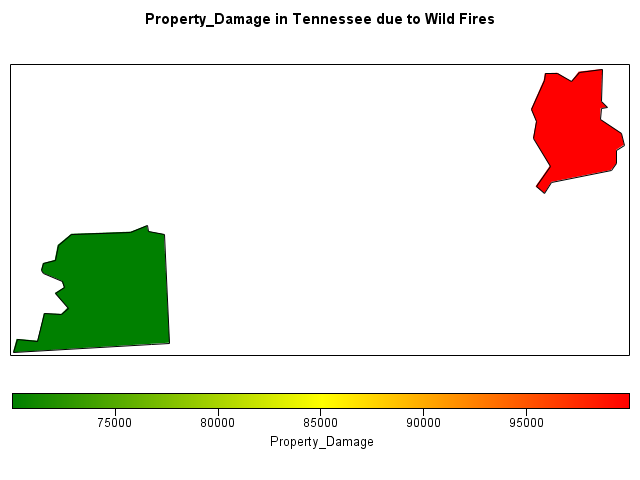 Property_Damage in Tennessee due to Wild Fires
75000 80000 85000 90000 95000
Property_Damage